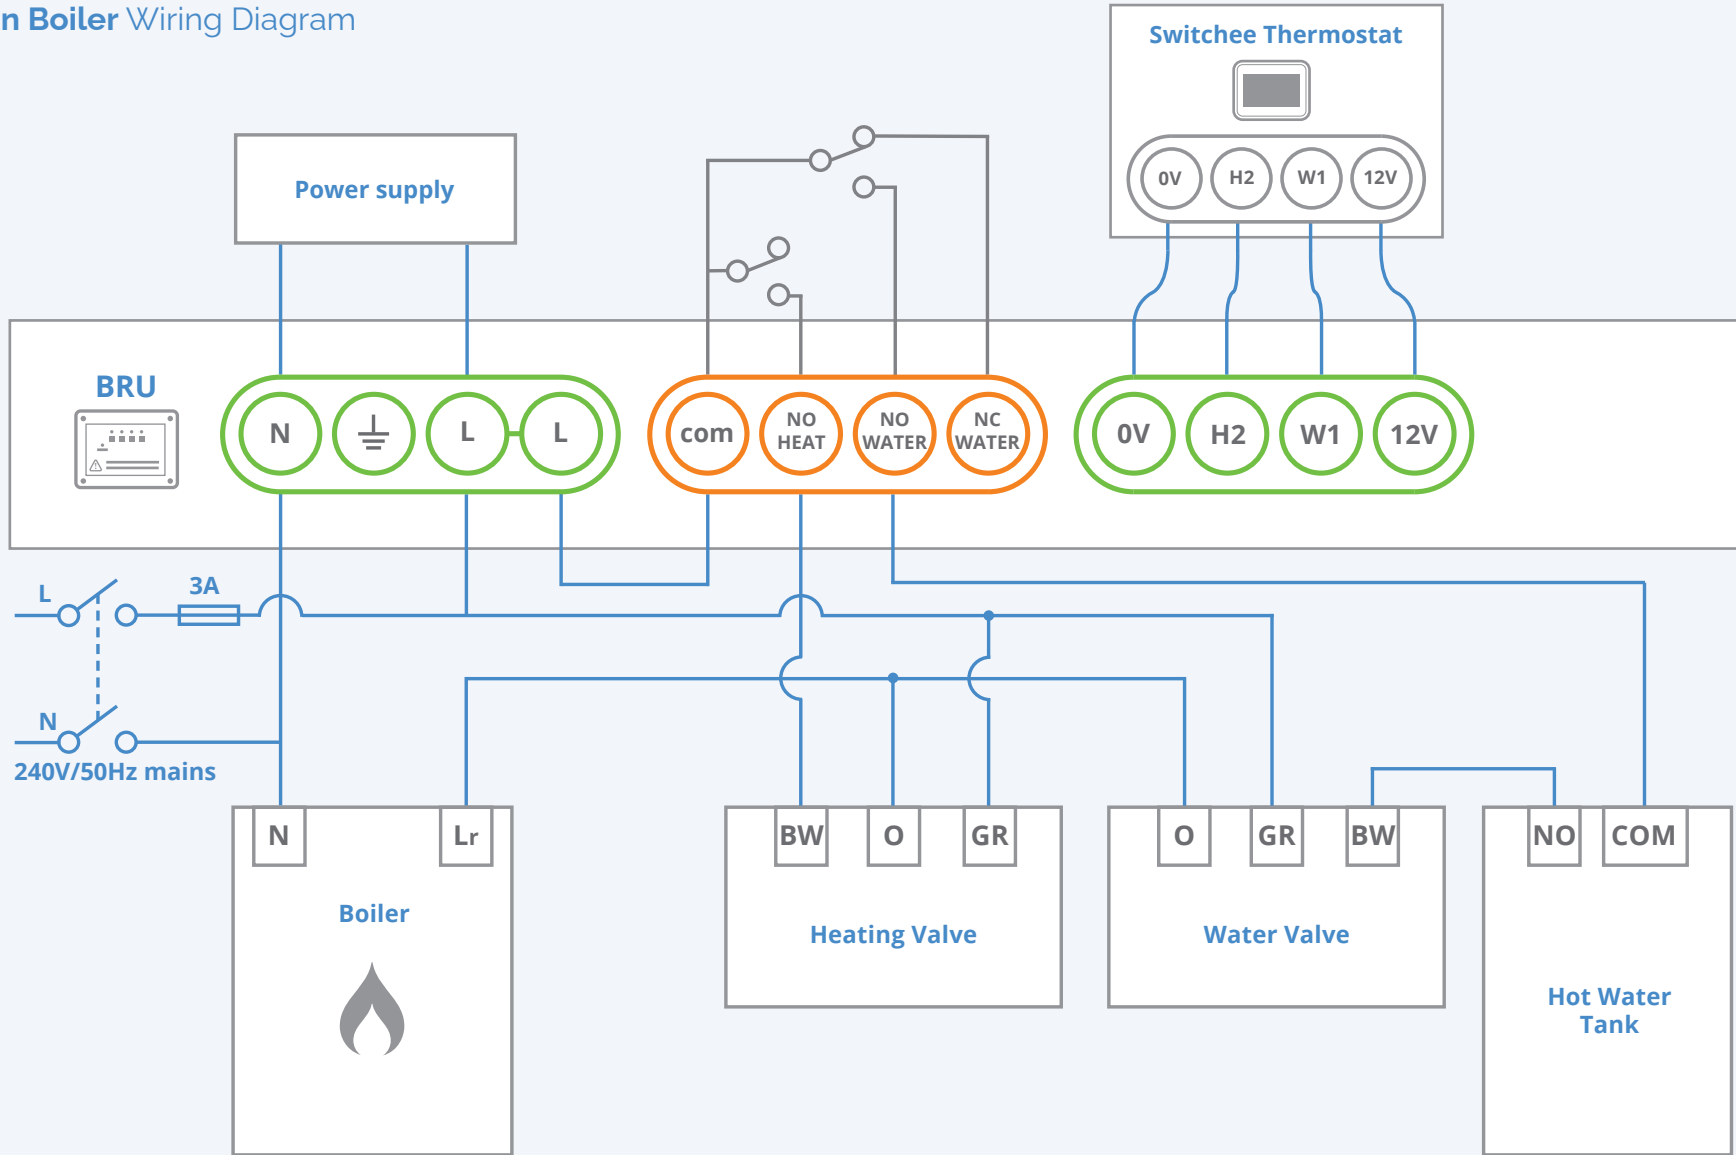 n Boiler Wiring Diagram
Switchee Thermostat
0V H2 W1 12V
Power supply
BRU
N L L
com
NO
HEAT
NO
WATER
NC
WATER
0V H2 W1 12V
L
3A
N
240V/50Hz mains
N Lr
Boiler
BW O GR
Heating Valve
O GR BW
Water Valve
NO COM
Hot Water
Tank